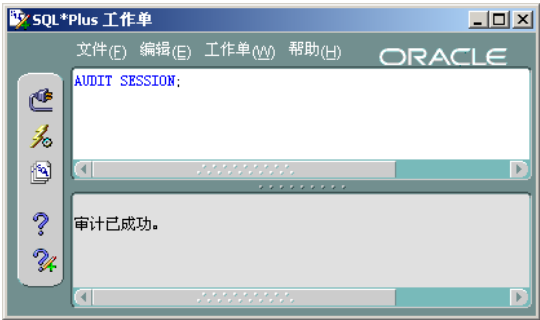 SQL*Plus 工作单
文件(F) 编辑(E) 工作单(W) 帮助(H) ORACLE
AUDIT SESSION;
审计已成功。